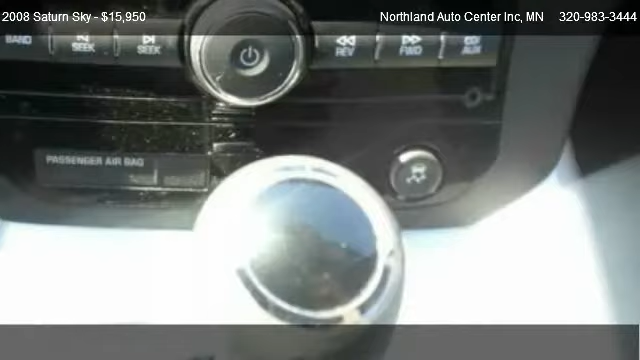 2008 Saturn Sky - $15,950
Northland Auto Center Inc, MN 320-983-3444
BAND SEEK SEEK REV FWD AUX
PASSENGER AIR BAG